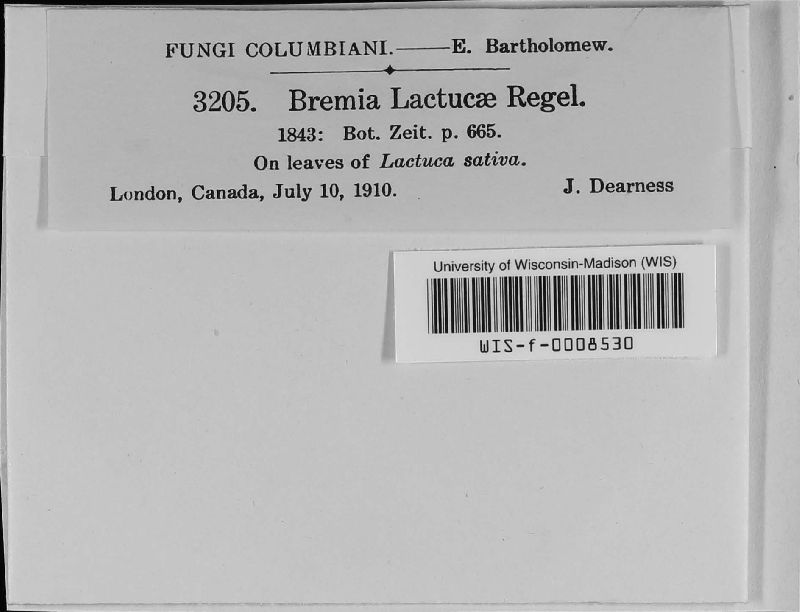 FUNGI COLUMBIANI.——E. Bartholomew.
3205. Bremia Lactucæ Regel.
1843: Bot. Zeit. p. 665.
On leaves of Lactuca sativa.
London, Canada, July 10, 1910. J. Dearness
University of Wisconsin-Madison (WIS)
WIS-f-0008530